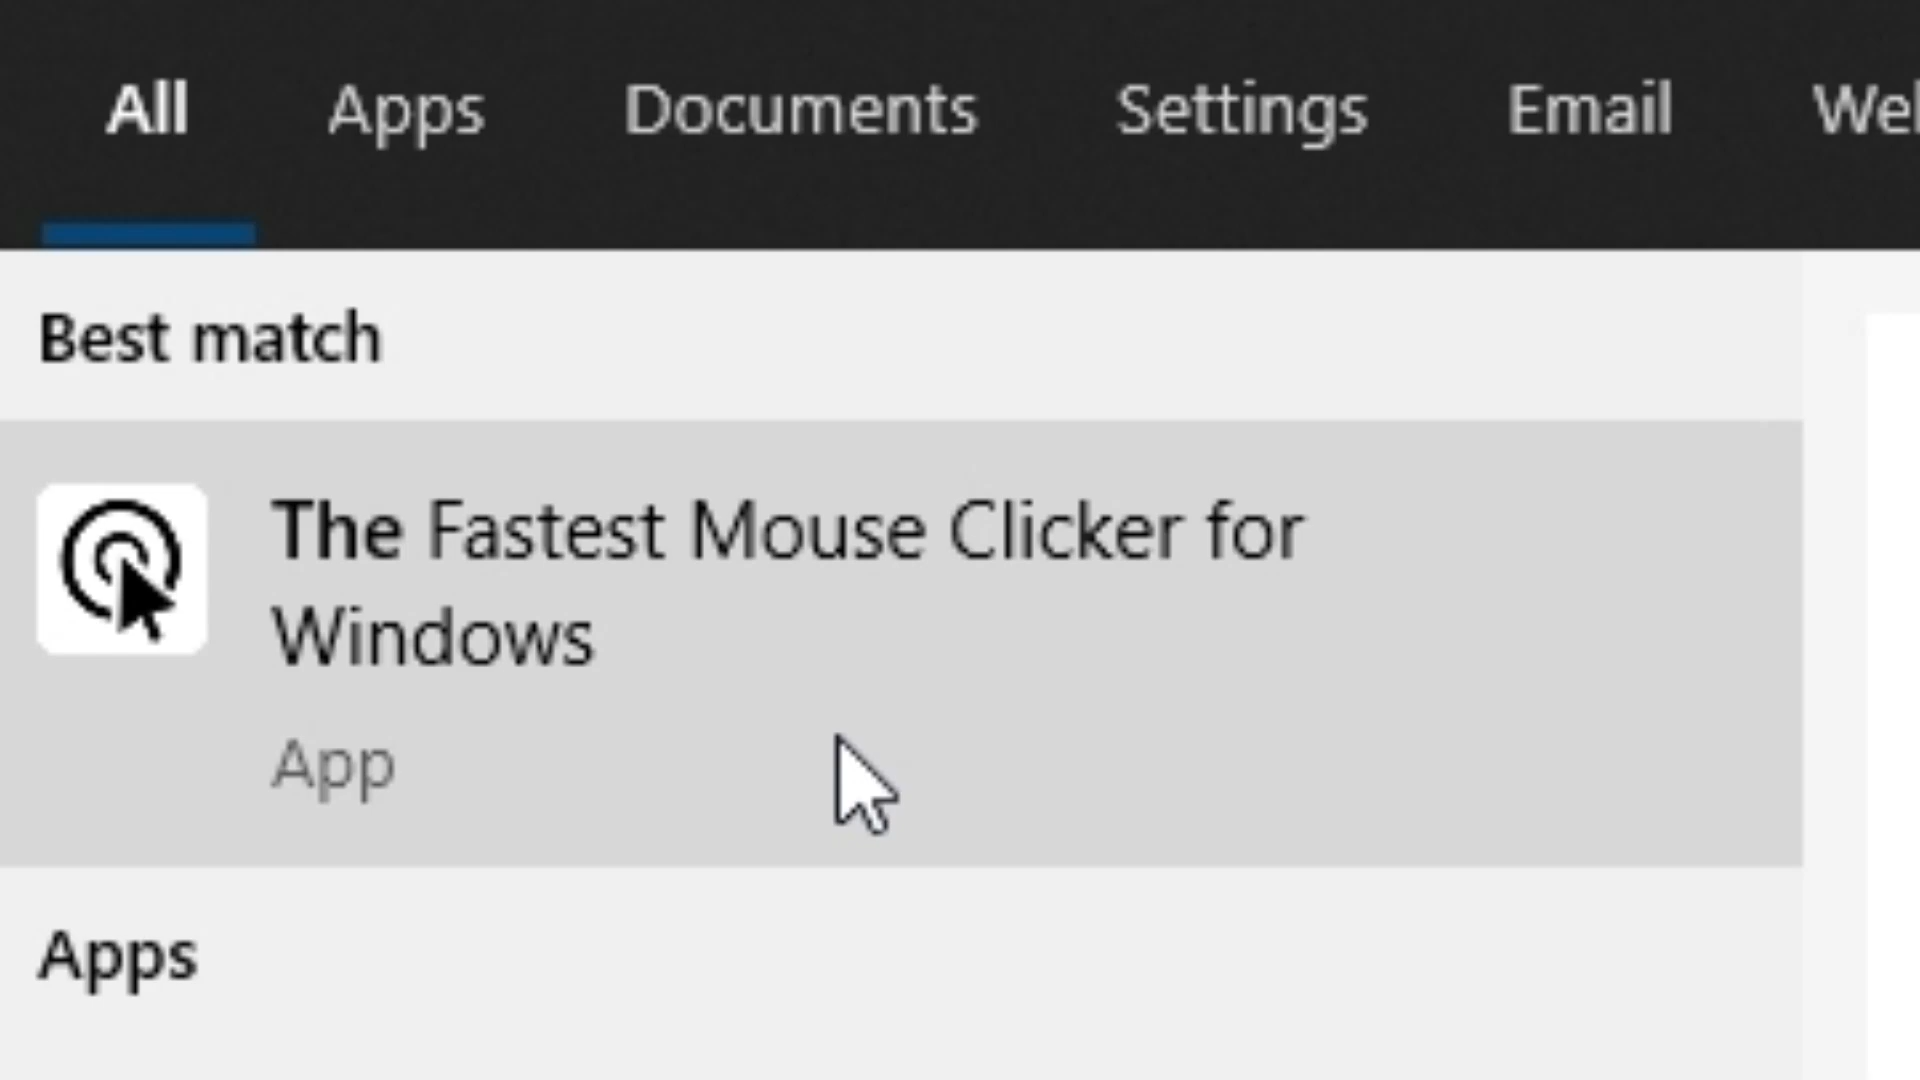 All Apps Documents Settings Email
Best match
The Fastest Mouse Clicker for
Windows
App
Apps